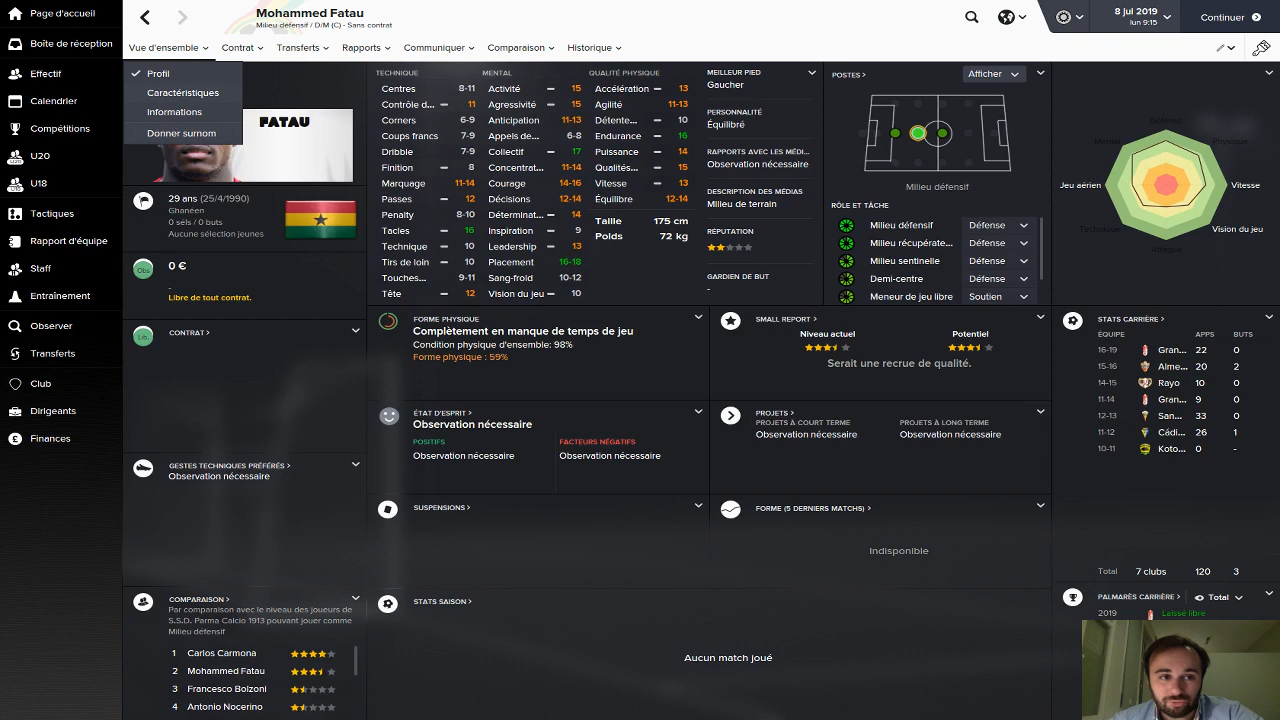 Page d'accueil
Boîte de réception
Effectif
Calendrier
Compétitions
U20
U18
Tactiques
Rapport d'équipe
Staff
Entraînement
Observer
Transferts
Club
Dirigeants
Finances
Mohammed Fatau
Milieu défensif / D/M (C) - Sans contrat
8 jul 2019
lun 9:15
Continuer
Vue d'ensemble Contrat Transferts Rapports Communiquer Comparaison Historique
Profil
Caractéristiques
Informations
Donner surnom
FATAU
29 ans (25/4/1990)
Ghanéen
0 séls / 0 buts
Aucune sélection jeunes
Obs
0 €
-
Libre de tout contrat.
Lib.
CONTRAT >
GESTES TECHNIQUES PRÉFÉRÉS >
Observation nécessaire
COMPARAISON >
Par comparaison avec le niveau des joueurs de
S.S.D. Parma Calcio 1913 pouvant jouer comme
Milieu défensif
1 Carlos Carmona
2 Mohammed Fatau
3 Francesco Bolzoni
4 Antonio Nocerino
TECHNIQUE
Centres 8-11
Contrôle d... 11
Corners 6-9
Coups francs 7-9
Dribble 7-9
Finition 8
Marquage 11-14
Passes 12
Penalty 8-10
Tacles 16
Technique 10
Tirs de loin 10
Touches... 9-11
Tête 12
MENTAL
Activité 15
Agressivité 15
Anticipation 11-13
Appels de... 6-8
Collectif 17
Concentrat... 11-14
Courage 14-16
Décisions 12-14
Déterminat... 14
Inspiration 9
Leadership 13
Placement 16-18
Sang-froid 10-12
Vision du jeu 10
QUALITÉ PHYSIQUE
Accélération 13
Agilité 11-13
Détente... 10
Endurance 16
Puissance 14
Qualités... 15
Vitesse 13
Équilibre 12-14
Taille 175 cm
Poids 72 kg
MEILLEUR PIED
Gaucher
PERSONNALITÉ
Équilibré
RAPPORTS AVEC LES MÉDI...
Observation nécessaire
DESCRIPTION DES MÉDIAS
Milieu de terrain
RÉPUTATION
GARDIEN DE BUT
-
POSTES >
Afficher
Milieu défensif
RÔLE ET TÂCHE
Milieu défensif Défense
Milieu récupérate... Défense
Milieu sentinelle Défense
Demi-centre Défense
Meneur de jeu libre Soutien
Défense
Mental
Physique
Jeu aérien
Vitesse
Technique
Vision du jeu
Attaque
FORME PHYSIQUE
Complètement en manque de temps de jeu
Condition physique d'ensemble: 98%
Forme physique : 59%
SMALL REPORT >
Niveau actuel
Potentiel
Serait une recrue de qualité.
ÉTAT D'ESPRIT >
Observation nécessaire
POSITIFS
Observation nécessaire
FACTEURS NÉGATIFS
Observation nécessaire
PROJETS >
PROJETS À COURT TERME
Observation nécessaire
PROJETS À LONG TERME
Observation nécessaire
SUSPENSIONS >
FORME (5 DERNIERS MATCHS) >
Indisponible
STATS SAISON >
Aucun match joué
STATS CARRIÈRE >
ÉQUIPE APPS BUTS
16-19 Gran... 22 0
15-16 Alme... 20 2
14-15 Rayo 10 0
11-14 Gran... 9 0
12-13 San... 33 0
11-12 Cádi... 26 1
10-11 Koto... 0 -
Total 7 clubs 120 3
PALMARÈS CARRIÈRE > Total
2019 Laissé libre